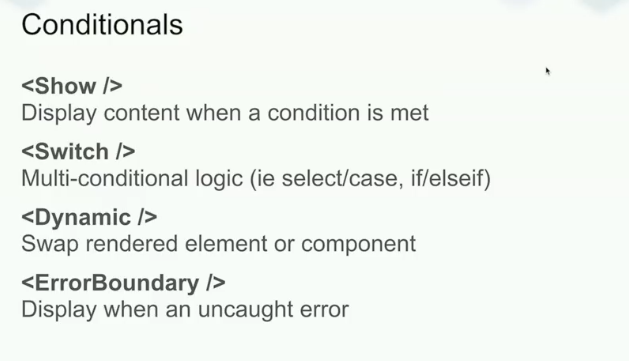 Conditionals
<Show />
Display content when a condition is met
<Switch />
Multi-conditional logic (ie select/case, if/elseif)
<Dynamic />
Swap rendered element or component
<ErrorBoundary />
Display when an uncaught error